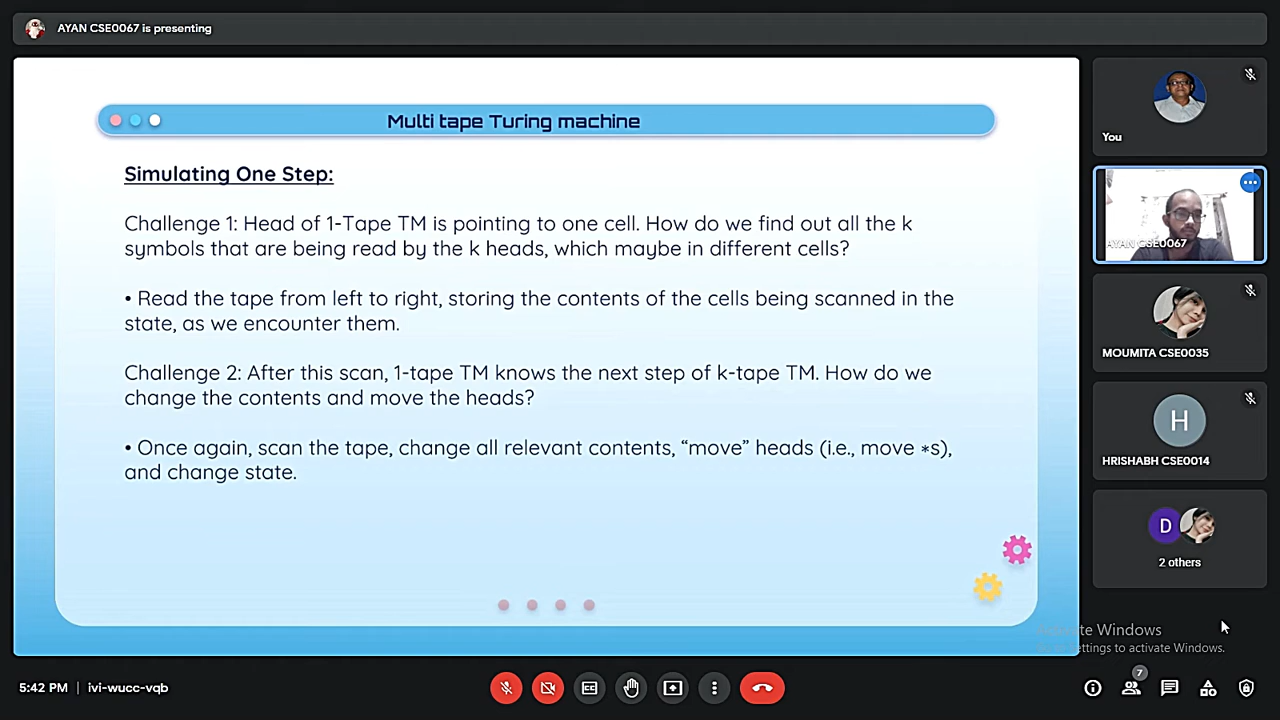 AYAN CSE0067 is presenting
Multi tape Turing machine
Simulating One Step:
Challenge 1: Head of 1-Tape TM is pointing to one cell. How do we find out all the k
symbols that are being read by the k heads, which maybe in different cells?
• Read the tape from left to right, storing the contents of the cells being scanned in the
state, as we encounter them.
Challenge 2: After this scan, 1-tape TM knows the next step of k-tape TM. How do we
change the contents and move the heads?
• Once again, scan the tape, change all relevant contents, “move” heads (i.e., move *s),
and change state.
You
AYAN CSE0067
MOUMITA CSE0035
H
HRISHABH CSE0014
D
2 others
Activate Windows
Go to Settings to activate Windows.
5:42 PM | ivi-wucc-vqb
7